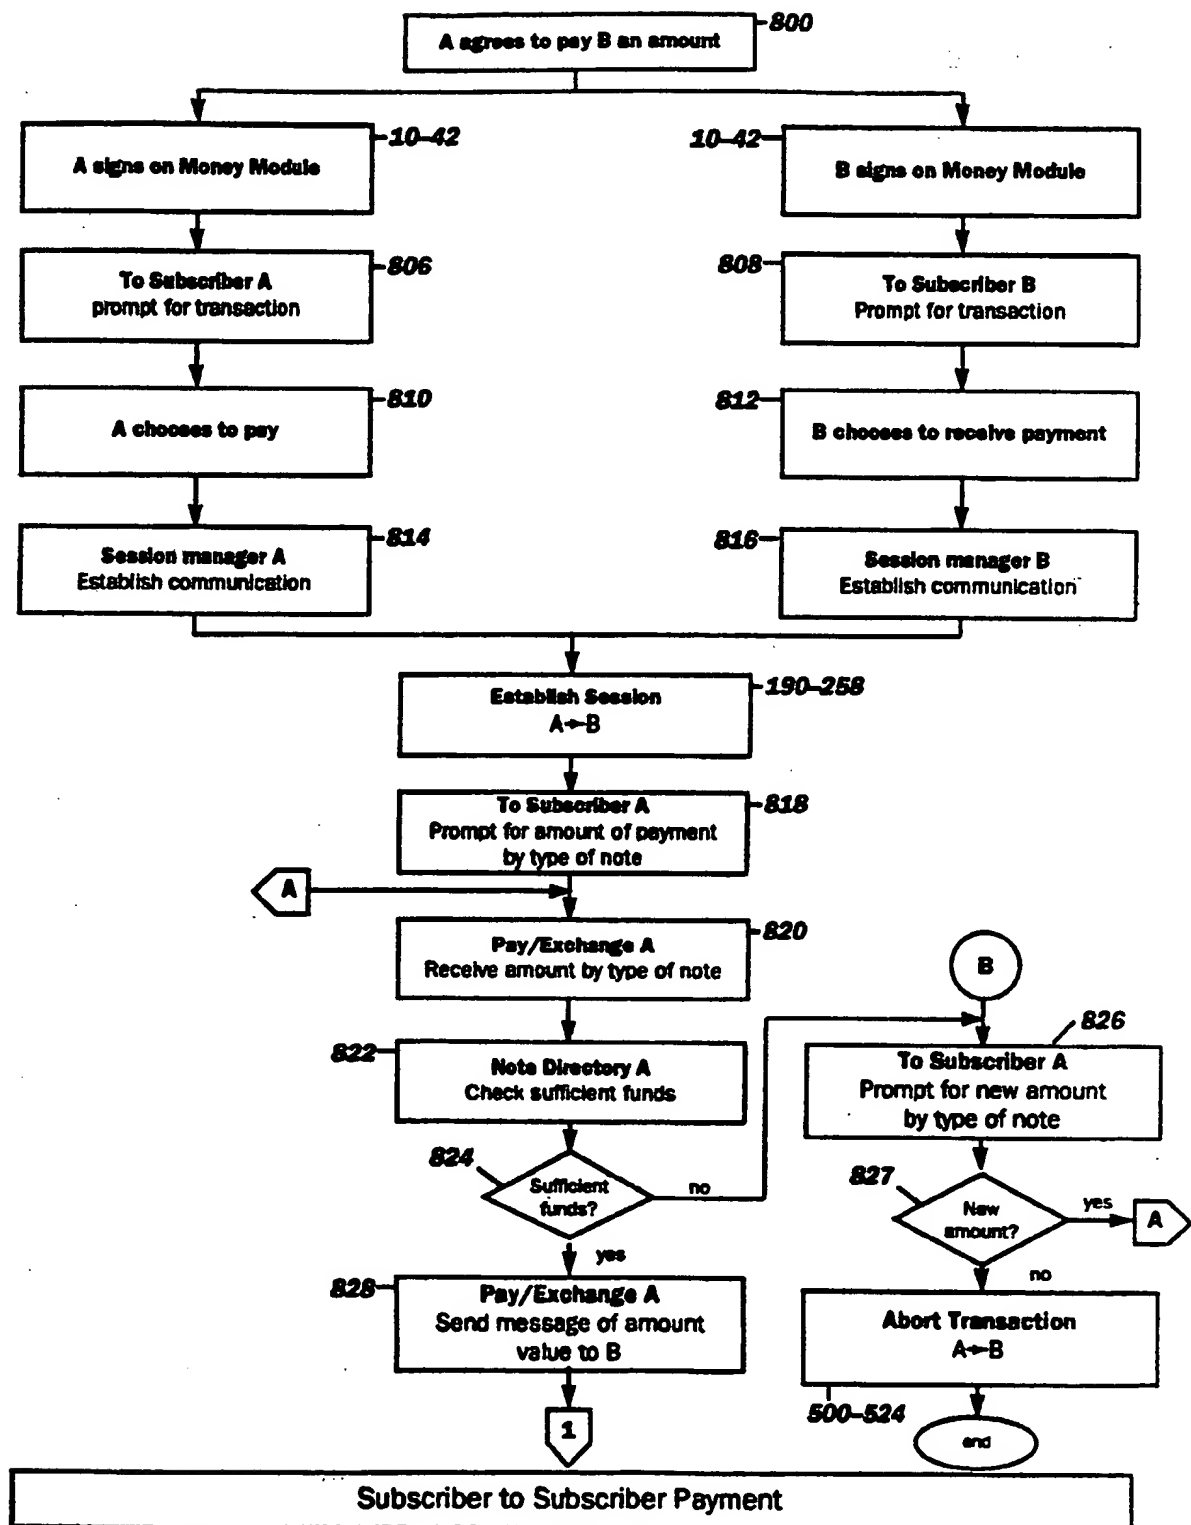 A agrees to pay B an amount
800
A signs on Money Module
10–42
10–42
B signs on Money Module
To Subscriber A
prompt for transaction
806
808
To Subscriber B
Prompt for transaction
A chooses to pay
810
812
B chooses to receive payment
Session manager A
Establish communication
814
816
Session manager B
Establish communication
Establish Session
A→B
190–258
To Subscriber A
Prompt for amount of payment
by type of note
818
A
Pay/Exchange A
Receive amount by type of note
820
B
822
Note Directory A
Check sufficient funds
826
To Subscriber A
Prompt for new amount
by type of note
824
Sufficient
funds?
no
yes
827
New
amount?
yes
A
no
828
Pay/Exchange A
Send message of amount
value to B
Abort Transaction
A→B
500–524
1
end
Subscriber to Subscriber Payment